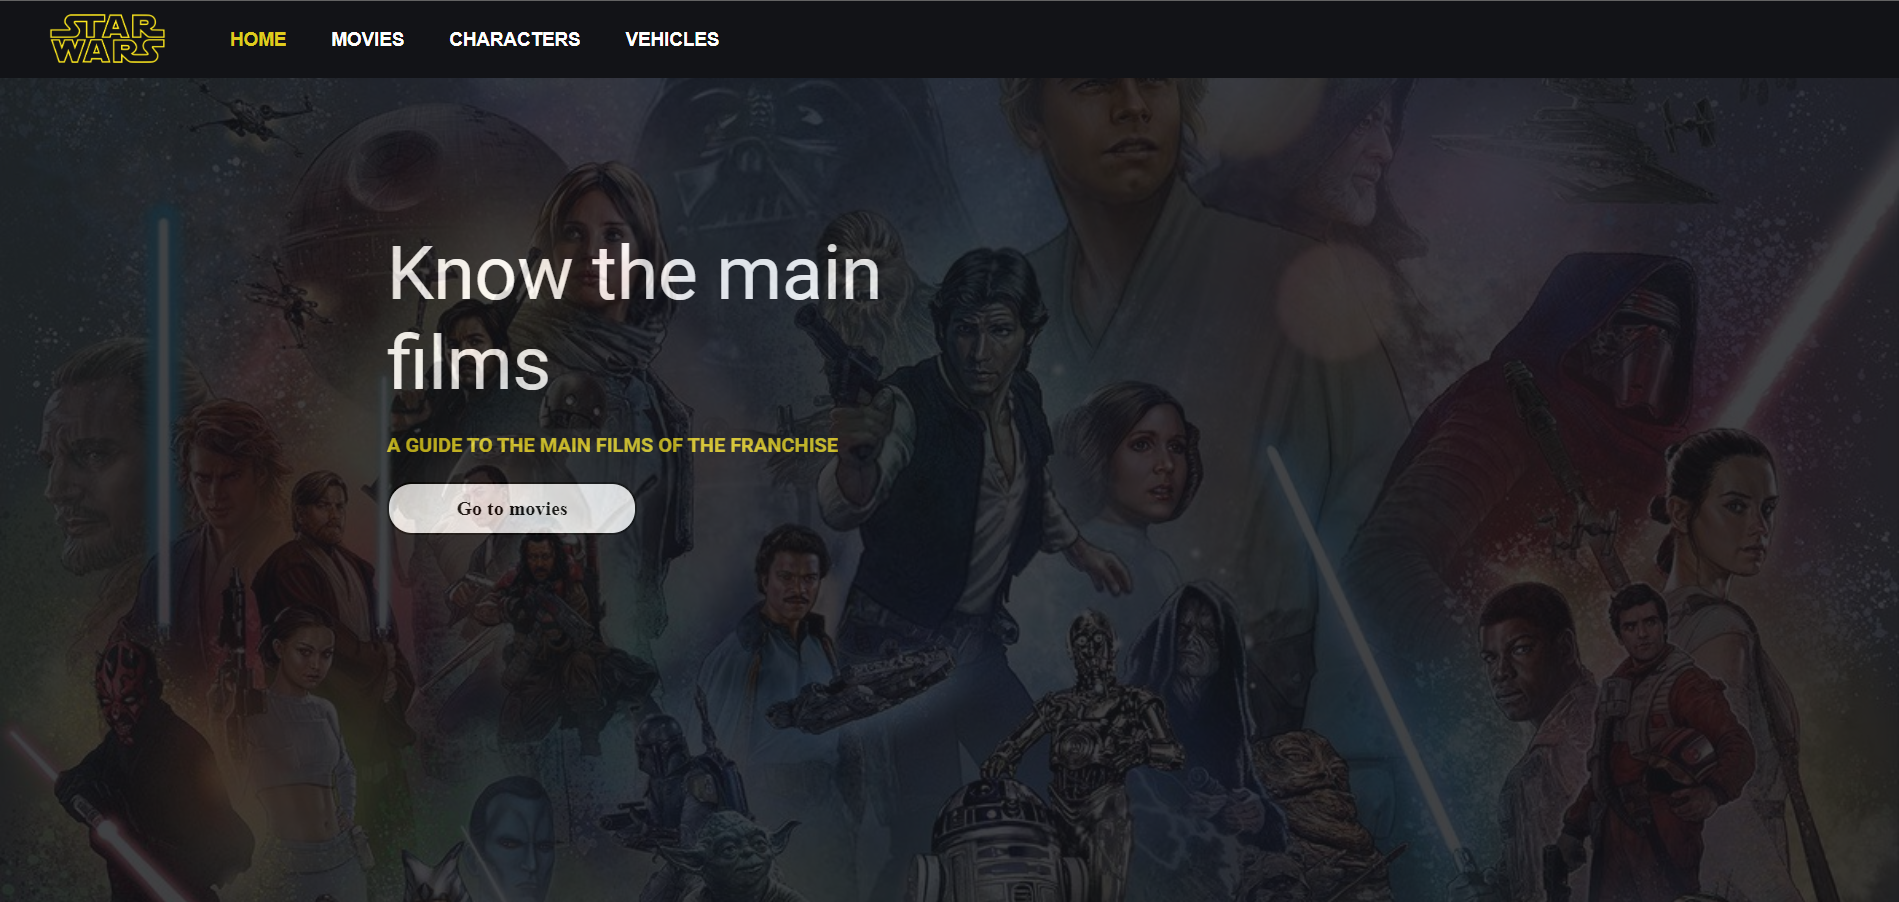 STAR
WARS
HOME
MOVIES
CHARACTERS
VEHICLES
Know the main
films
A GUIDE TO THE MAIN FILMS OF THE FRANCHISE
Go to movies